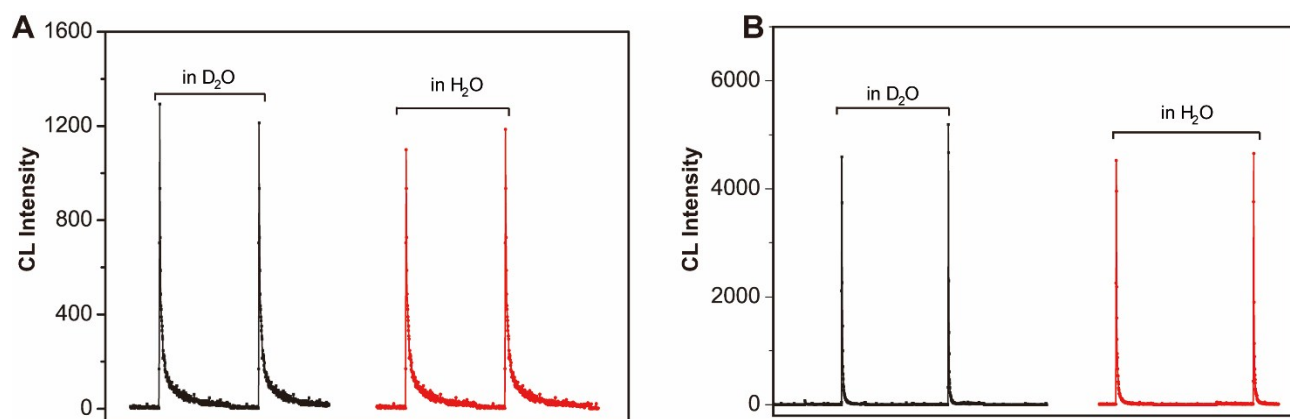 A
1600
1200
800
400
0
CL Intensity
in D₂O
in H₂O
B
6000
4000
2000
0
CL Intensity
in D₂O
in H₂O